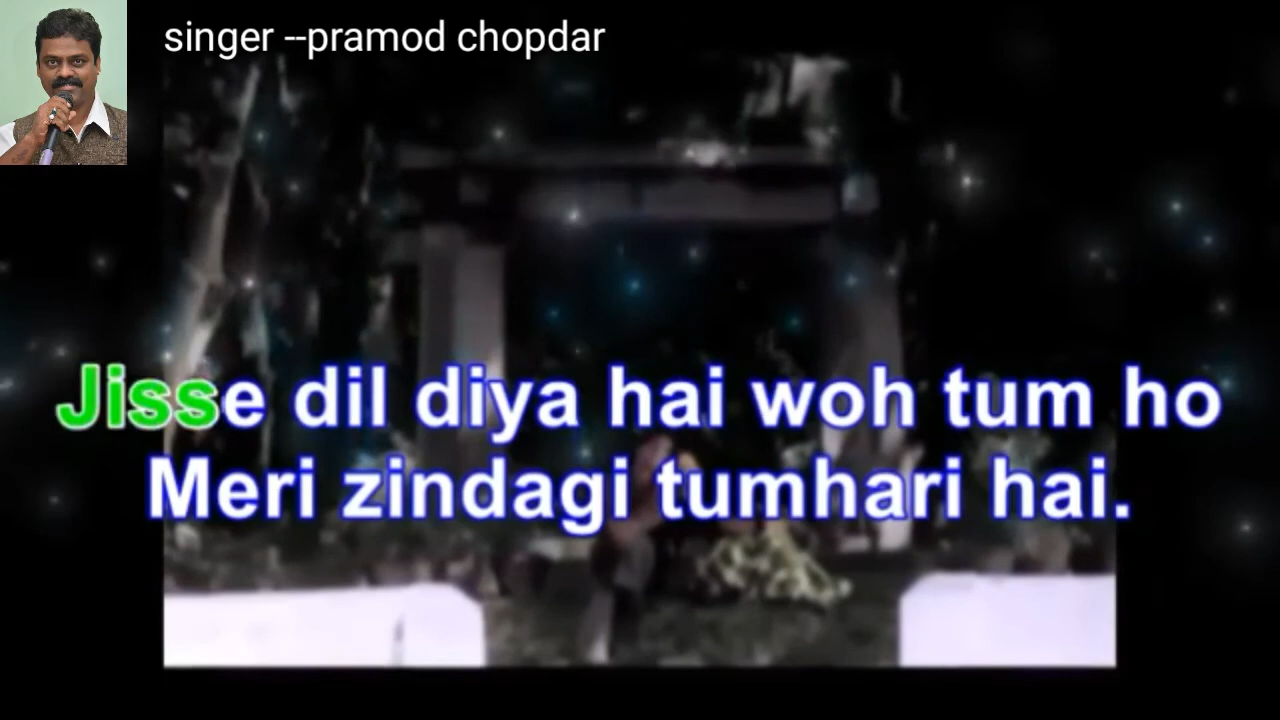 singer --pramod chopdar
Jisse dil diya hai woh tum ho
Meri zindagi tumhari hai.